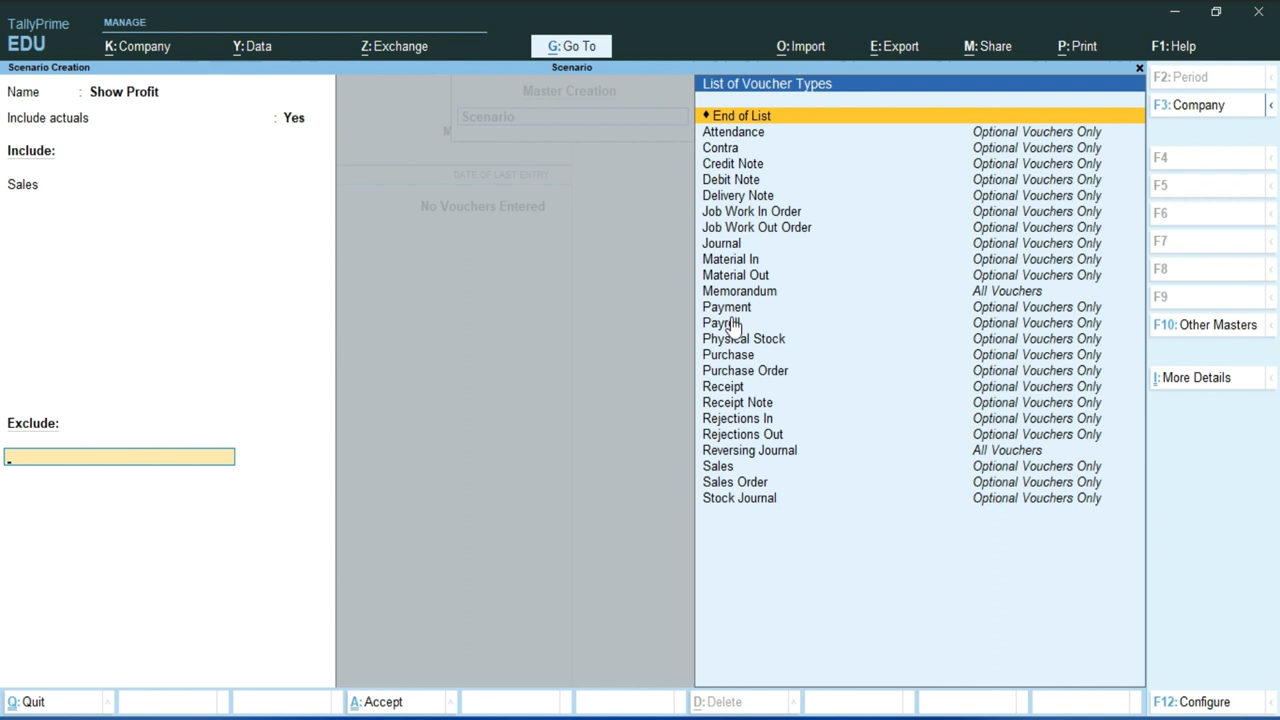 TallyPrime
EDU
MANAGE
K:Company
Y:Data
Z:Exchange
G:Go To
O:Import
E:Export
M:Share
P:Print
F1:Help
Scenario Creation
Scenario
Name : Show Profit
Include actuals : Yes
Include:
Sales
Exclude:
Master Creation
Scenario
DATE OF LAST ENTRY
No Vouchers Entered
List of Voucher Types
♦ End of List
Attendance Optional Vouchers Only
Contra Optional Vouchers Only
Credit Note Optional Vouchers Only
Debit Note Optional Vouchers Only
Delivery Note Optional Vouchers Only
Job Work In Order Optional Vouchers Only
Job Work Out Order Optional Vouchers Only
Journal Optional Vouchers Only
Material In Optional Vouchers Only
Material Out Optional Vouchers Only
Memorandum All Vouchers
Payment Optional Vouchers Only
Payroll Optional Vouchers Only
Physical Stock Optional Vouchers Only
Purchase Optional Vouchers Only
Purchase Order Optional Vouchers Only
Receipt Optional Vouchers Only
Receipt Note Optional Vouchers Only
Rejections In Optional Vouchers Only
Rejections Out Optional Vouchers Only
Reversing Journal All Vouchers
Sales Optional Vouchers Only
Sales Order Optional Vouchers Only
Stock Journal Optional Vouchers Only
F2:Period
F3:Company
F4
F5
F6
F7
F8
F9
F10:Other Masters
I:More Details
Q:Quit
A:Accept
D:Delete
F12:Configure